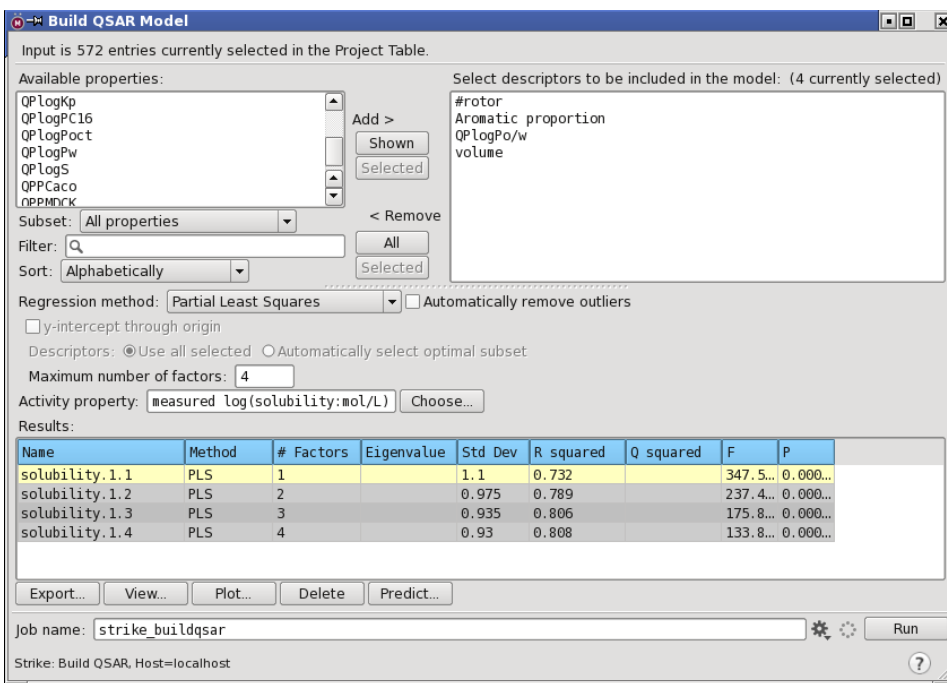 Build QSAR Model
Input is 572 entries currently selected in the Project Table.
Available properties:
QPlogKp
QPlogPC16
QPlogPoct
QPlogPw
QPlogS
QPPCaco
QPPMDCK
Subset: All properties
Filter:
Sort: Alphabetically
Add >
Shown
Selected
< Remove
All
Selected
Select descriptors to be included in the model: (4 currently selected)
#rotor
Aromatic proportion
QPlogPo/w
volume
Regression method: Partial Least Squares Automatically remove outliers
y-intercept through origin
Descriptors: Use all selected Automatically select optimal subset
Maximum number of factors: 4
Activity property: measured log(solubility:mol/L) Choose...
Results:
Name Method # Factors Eigenvalue Std Dev R squared Q squared F P
solubility.1.1 PLS 1 1.1 0.732 347.5... 0.000...
solubility.1.2 PLS 2 0.975 0.789 237.4... 0.000...
solubility.1.3 PLS 3 0.935 0.806 175.8... 0.000...
solubility.1.4 PLS 4 0.93 0.808 133.8... 0.000...
Export... View... Plot... Delete Predict...
Job name: strike_buildqsar Run
Strike: Build QSAR, Host=localhost ?